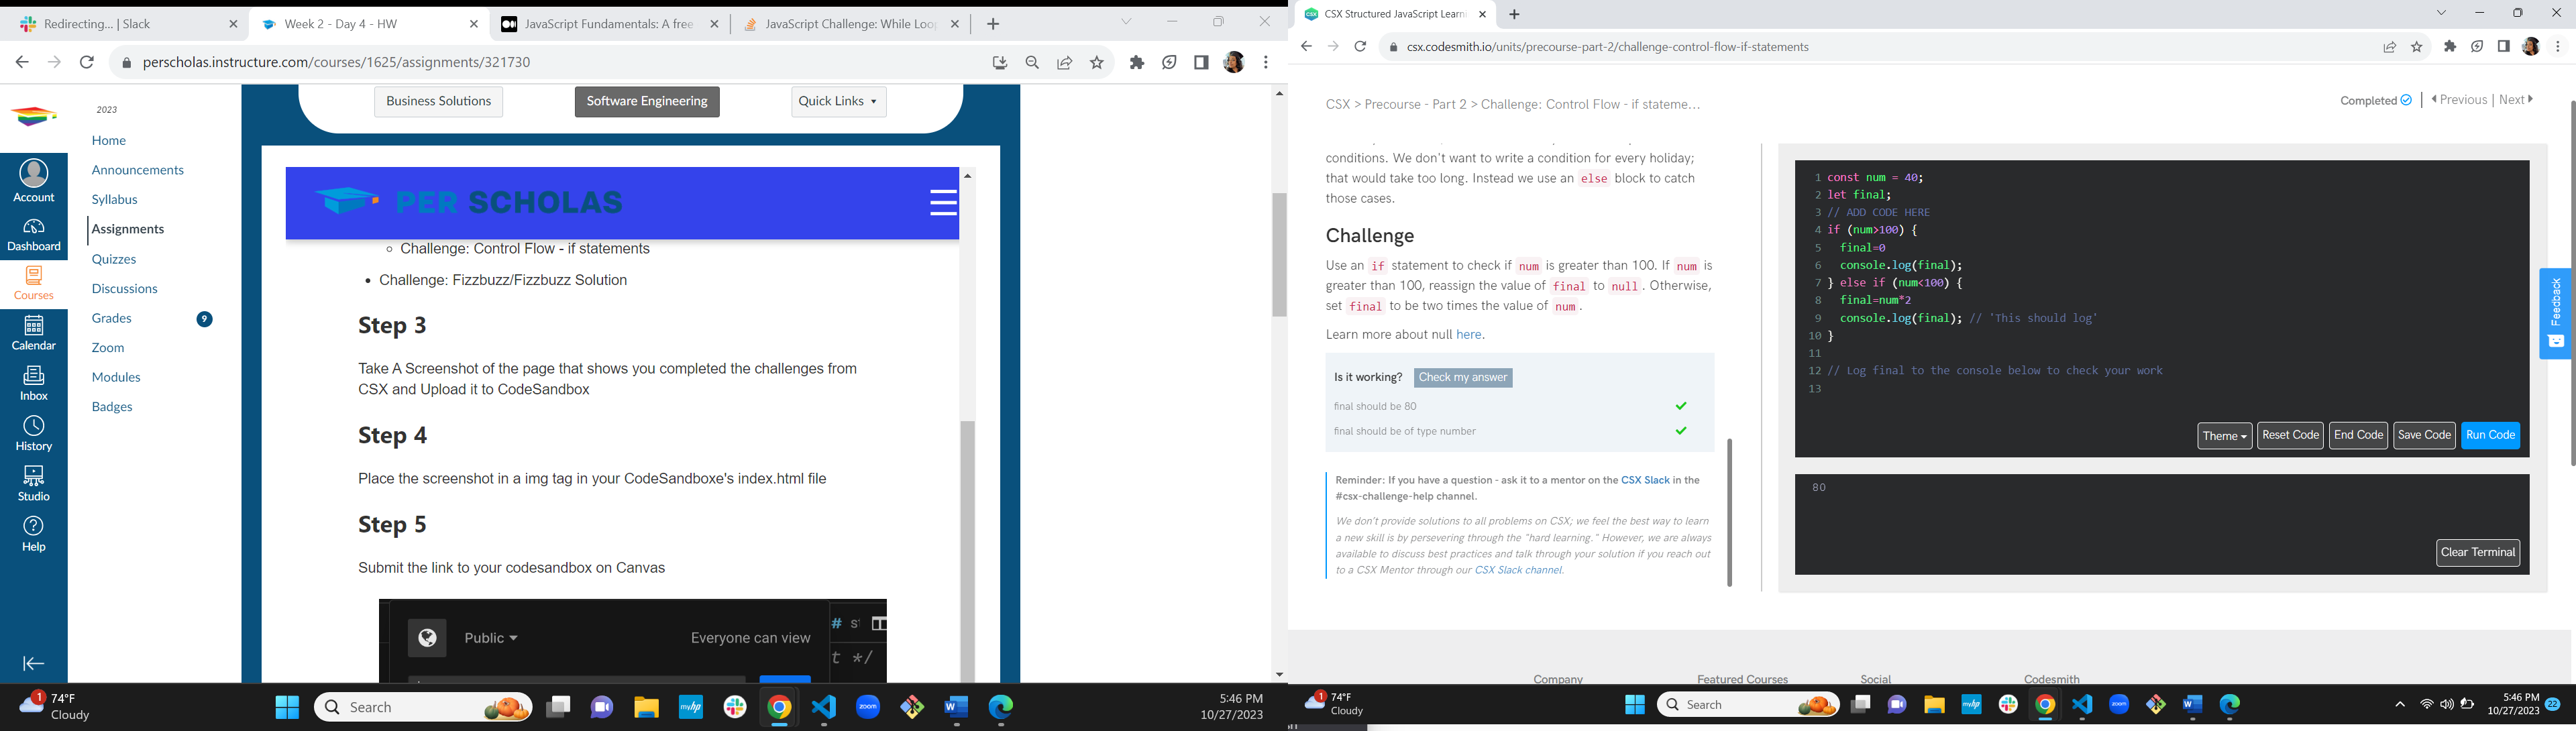 Redirecting... | Slack
Week 2 - Day 4 - HW
JavaScript Fundamentals: A free
JavaScript Challenge: While Loop
perscholas.instructure.com/courses/1625/assignments/321730
Account
Dashboard
Courses
Calendar
Inbox
History
Studio
Help
2023
Home
Announcements
Syllabus
Assignments
Quizzes
Discussions
Grades 9
Zoom
Modules
Badges
Business Solutions
Software Engineering
Quick Links
PER SCHOLAS
Challenge: Control Flow - if statements
Challenge: Fizzbuzz/Fizzbuzz Solution
Step 3
Take A Screenshot of the page that shows you completed the challenges from
CSX and Upload it to CodeSandbox
Step 4
Place the screenshot in a img tag in your CodeSandboxe's index.html file
Step 5
Submit the link to your codesandbox on Canvas
Public
Everyone can view
t */
1
74°F
Cloudy
Search
5:46 PM
10/27/2023
CSX Structured JavaScript Learn
csx.codesmith.io/units/precourse-part-2/challenge-control-flow-if-statements
CSX > Precourse - Part 2 > Challenge: Control Flow - if stateme...
Completed
| Previous | Next
conditions. We don't want to write a condition for every holiday;
that would take too long. Instead we use an else block to catch
those cases.
Challenge
Use an if statement to check if num is greater than 100. If num is
greater than 100, reassign the value of final to null. Otherwise,
set final to be two times the value of num.
Learn more about null here.
Is it working? Check my answer
final should be 80
final should be of type number
Reminder: If you have a question - ask it to a mentor on the CSX Slack in the
#csx-challenge-help channel.
We don't provide solutions to all problems on CSX; we feel the best way to learn
a new skill is by persevering through the "hard learning." However, we are always
available to discuss best practices and talk through your solution if you reach out
to a CSX Mentor through our CSX Slack channel.
1 const num = 40;
2 let final;
3 // ADD CODE HERE
4 if (num>100) {
5 final=0
6 console.log(final);
7 } else if (num<100) {
8 final=num*2
9 console.log(final); // 'This should log'
10 }
11
12 // Log final to the console below to check your work
13
Theme
Reset Code
End Code
Save Code
Run Code
80
Clear Terminal
Feedback
Company
Featured Courses
Social
Codesmith
1
74°F
Cloudy
Search
5:46 PM
10/27/2023
22